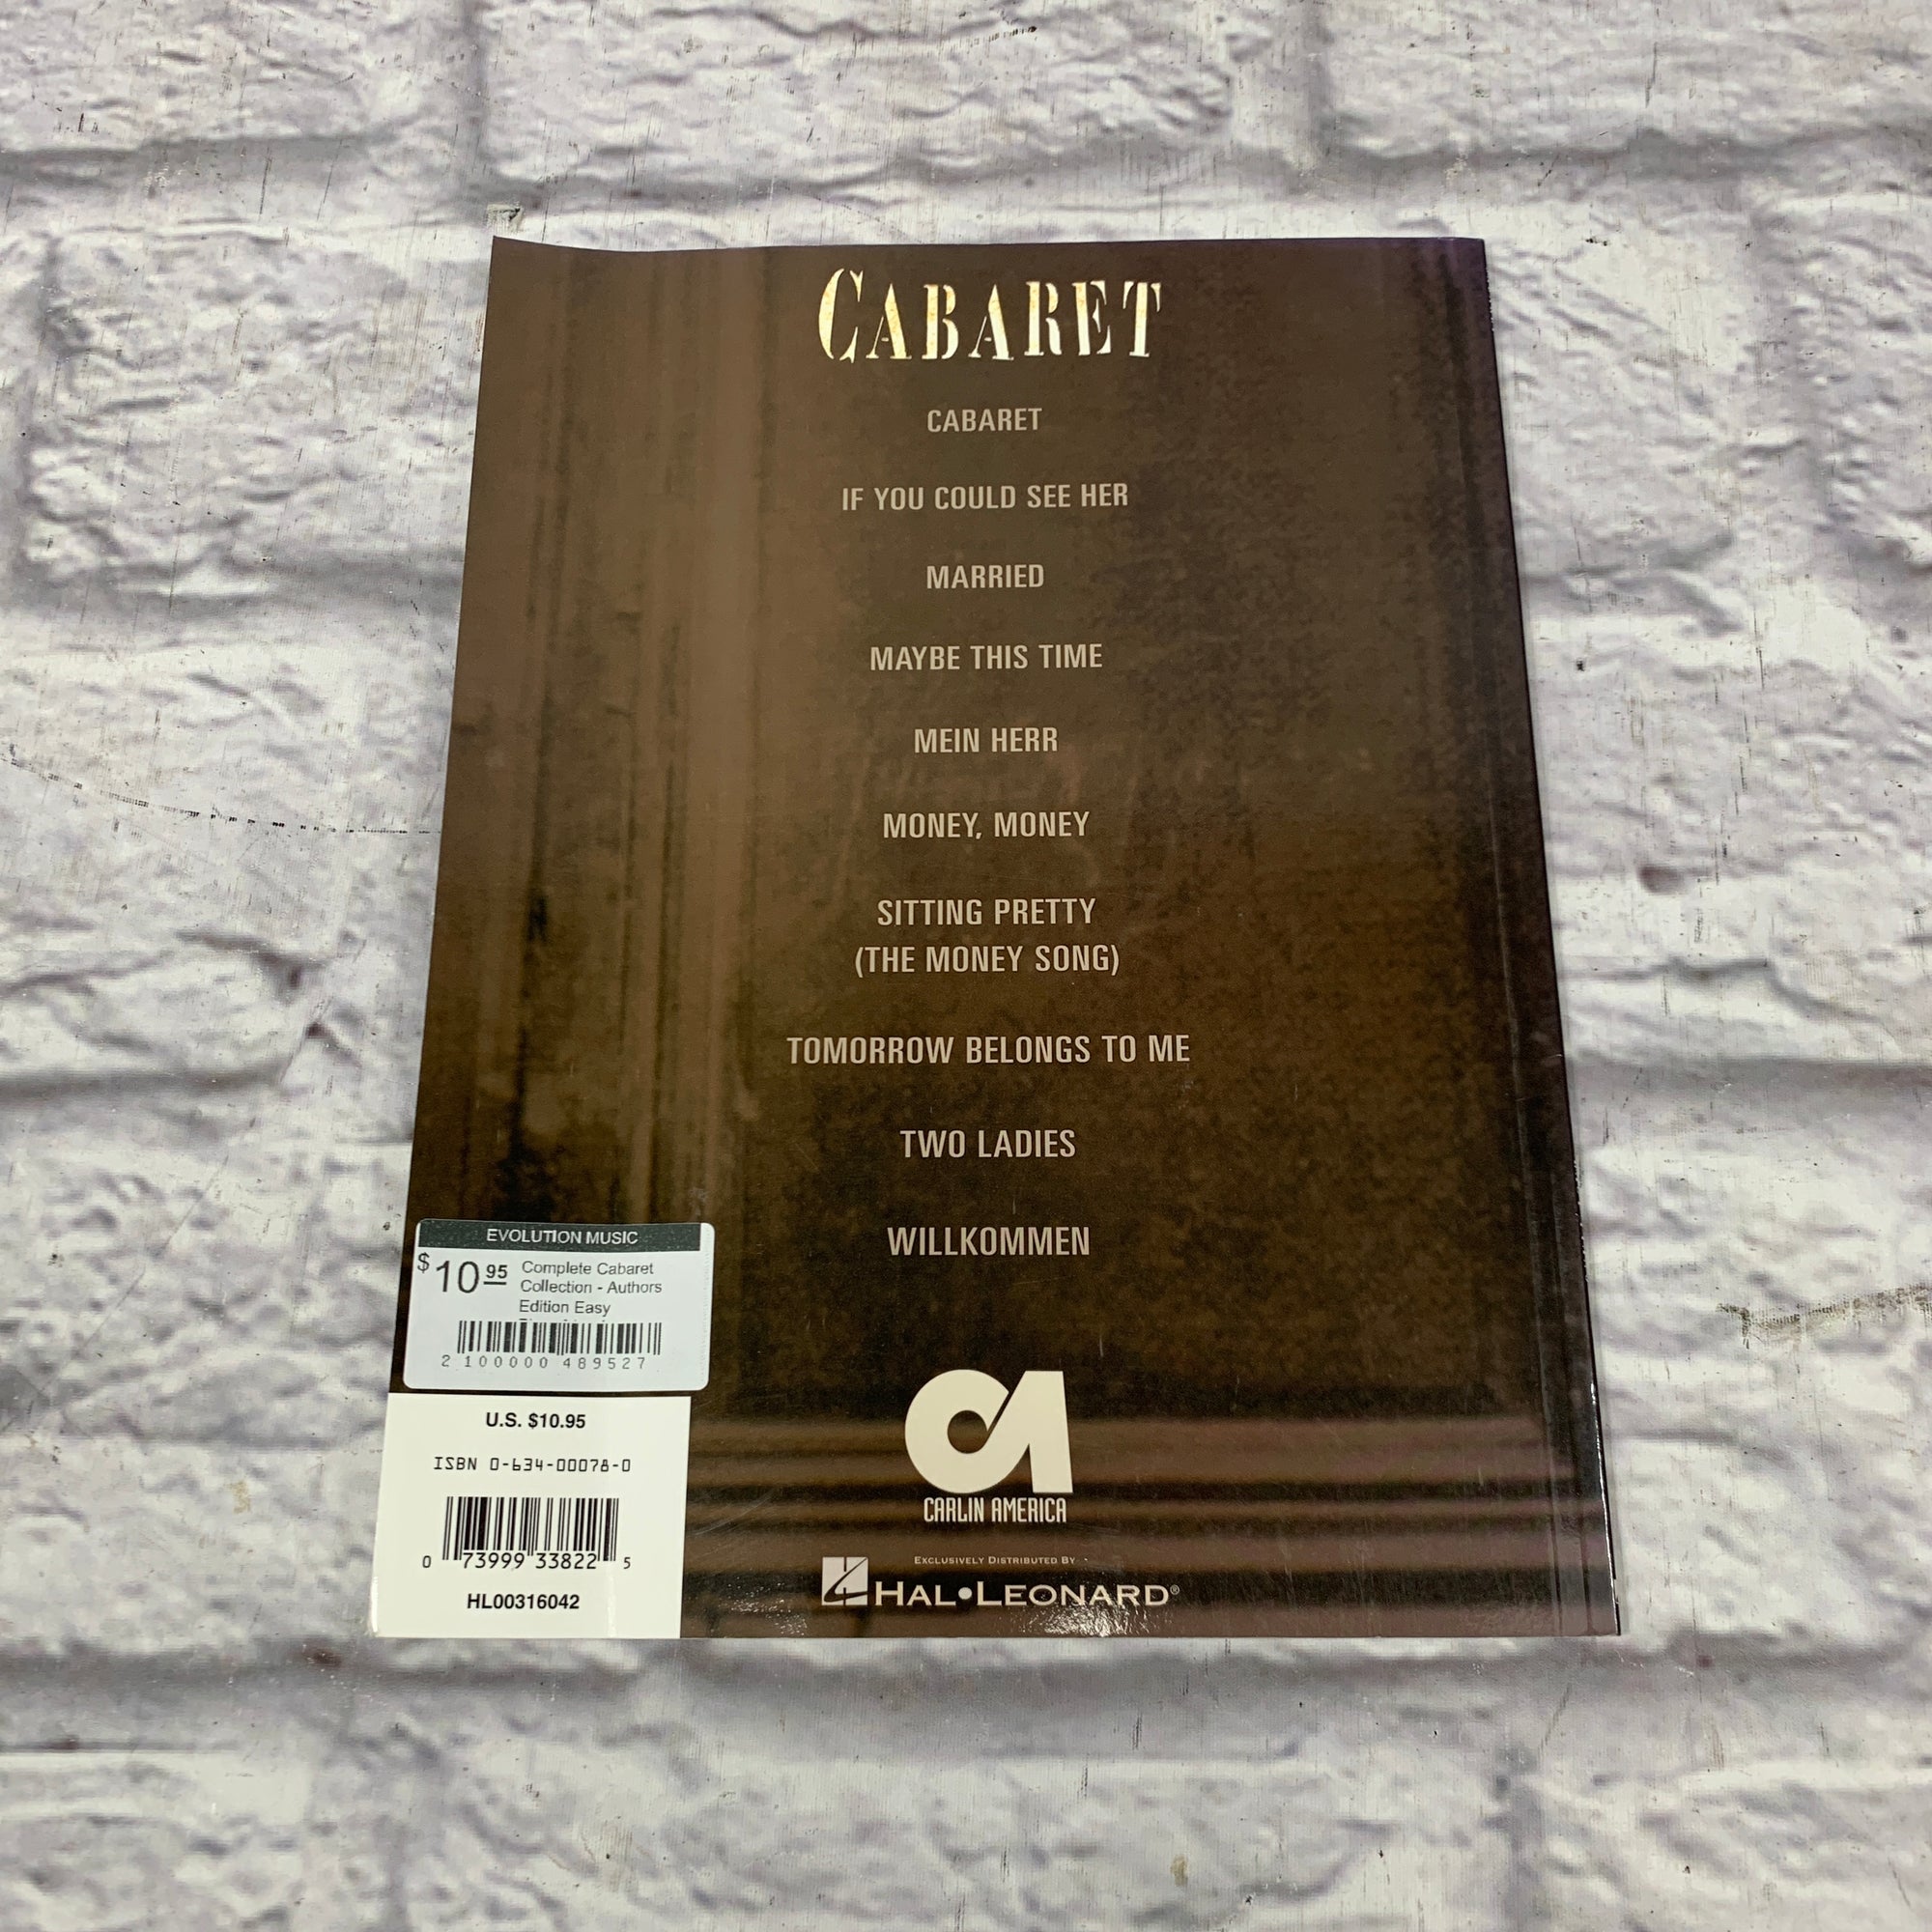 CABARET
CABARET
IF YOU COULD SEE HER
MARRIED
MAYBE THIS TIME
MEIN HERR
MONEY, MONEY
SITTING PRETTY
(THE MONEY SONG)
TOMORROW BELONGS TO ME
TWO LADIES
WILLKOMMEN
EVOLUTION MUSIC
$10.95 Complete Cabaret
Collection - Authors
Edition Easy
2 100000 489527
U.S. $10.95
ISBN 0-634-00078-0
0 73999 33822 5
HL00316042
CA
CARLIN AMERICA
EXCLUSIVELY DISTRIBUTED BY
HAL•LEONARD®